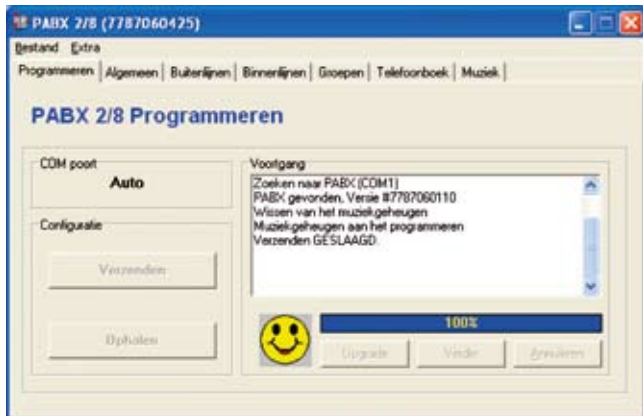 PABX 2/8 (7787060425)
Bestand Extra
Programmeren Algemeen Buitenlijnen Binnenlijnen Groepen Telefoonboek Muziek
PABX 2/8 Programmeren
COM poort
Auto
Configuratie
Verzenden
Ophalen
Voortgang
Zoeken naar PABX (COM1)
PABX gevonden, Versie #7787060110
Wissen van het muziekgeheugen
Muziekgeheugen aan het programmeren
Verzenden GESLAAGD.
100%
Upgrade Verder Annuleren